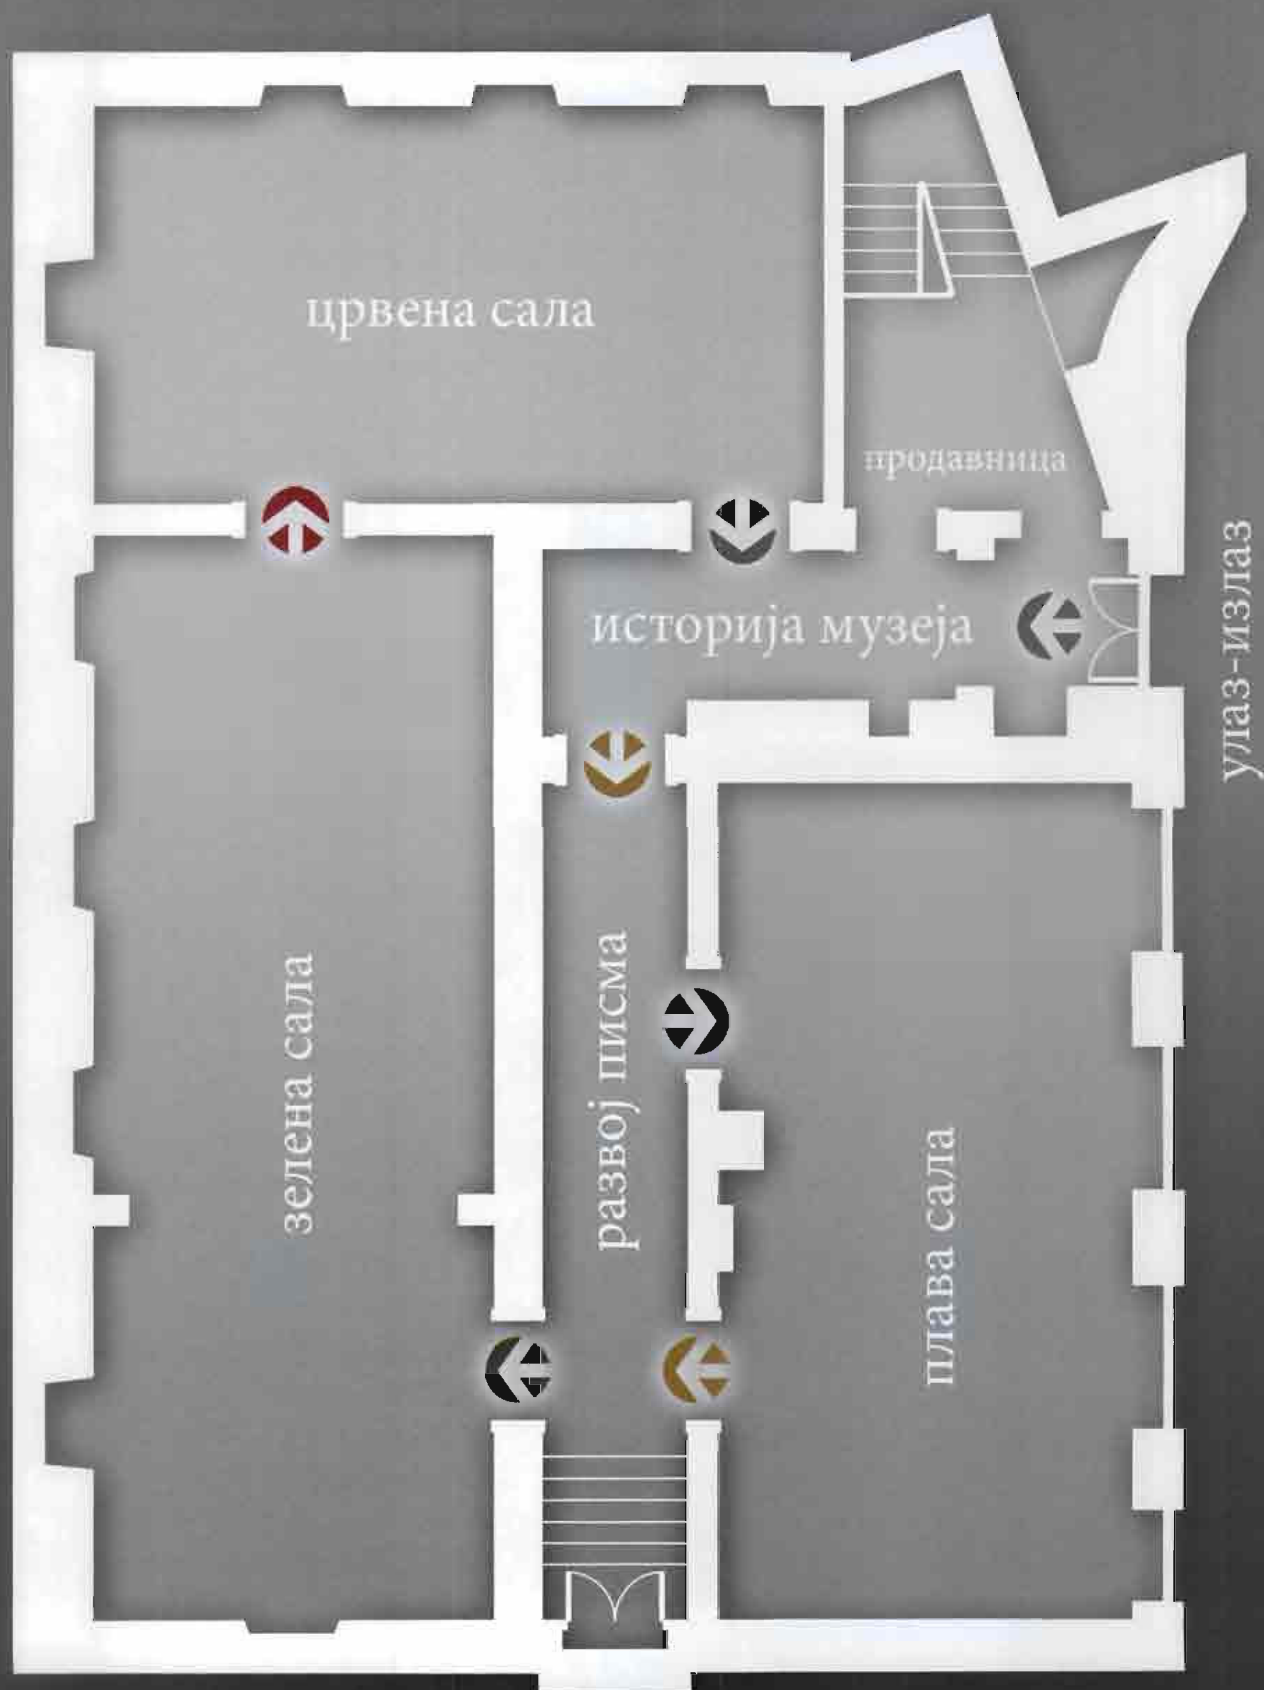 црвена сала
продавница
историја музеја
улаз-излаз
зелена сала
развој писма
плава сала